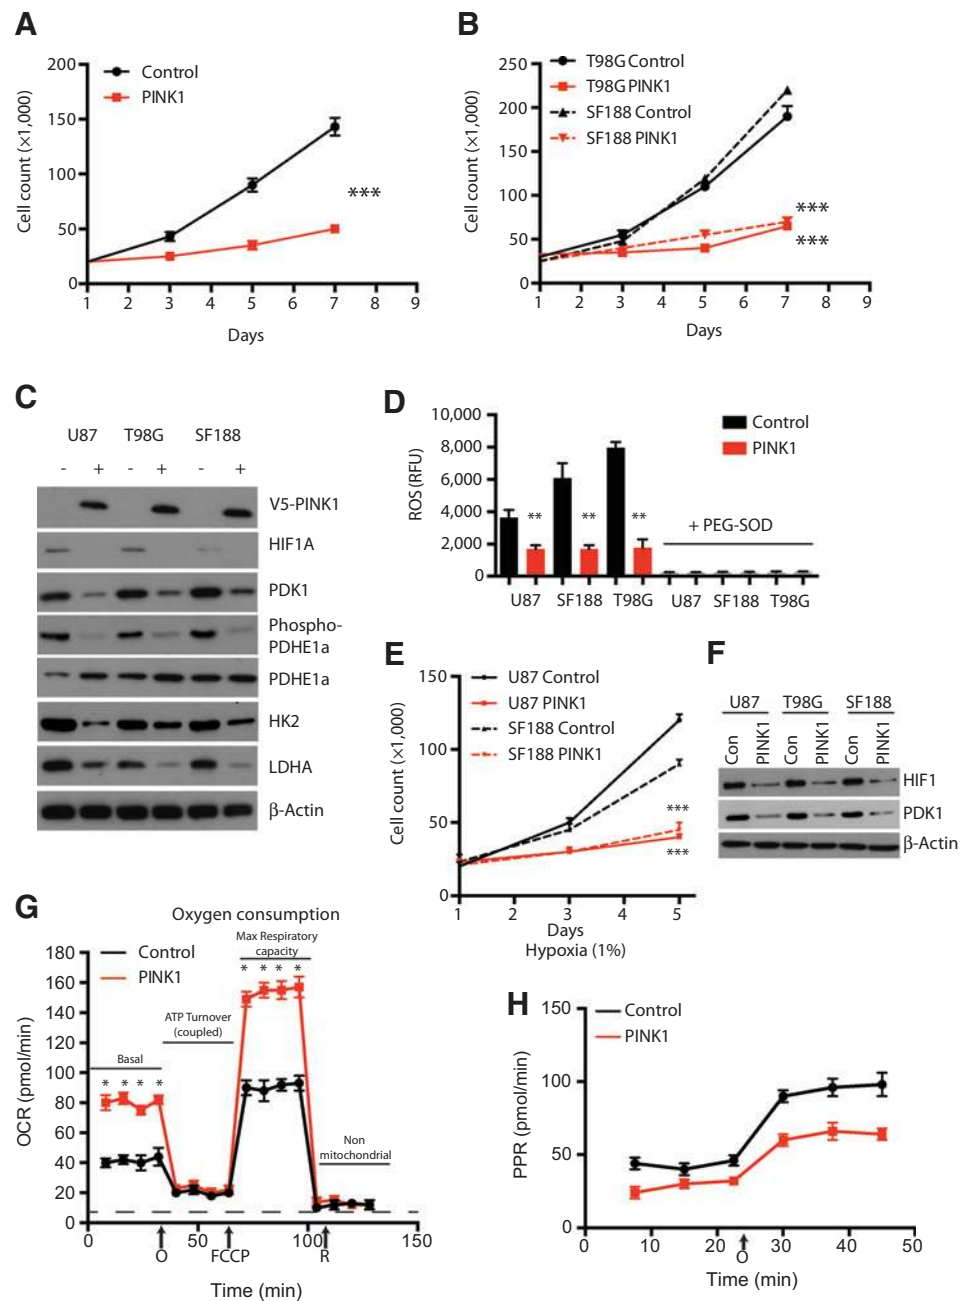 A
200
150
100
50
0
Cell count (×1,000)
Control
PINK1
***
1 2 3 4 5 6 7 8 9
Days
B
250
200
150
100
50
0
Cell count (×1,000)
T98G Control
T98G PINK1
SF188 Control
SF188 PINK1
***
***
1 2 3 4 5 6 7 8 9
Days
C
U87 T98G SF188
- + - + - +
V5-PINK1
HIF1A
PDK1
Phospho-
PDHE1a
PDHE1a
HK2
LDHA
β-Actin
D
10,000
8,000
6,000
4,000
2,000
0
ROS (RFU)
Control
PINK1
** ** **
+ PEG-SOD
U87 SF188 T98G U87 SF188 T98G
E
150
100
50
0
Cell count (×1,000)
U87 Control
U87 PINK1
SF188 Control
SF188 PINK1
***
***
1 2 3 4 5
Days
Hypoxia (1%)
F
U87 T98G SF188
Con PINK1 Con PINK1 Con PINK1
HIF1
PDK1
β-Actin
G
Oxygen consumption
180
160
140
120
100
80
60
40
20
0
OCR (pmol/min)
Control
PINK1
Max Respiratory
capacity
* * * *
ATP Turnover
(coupled)
Basal
* * * *
Non
mitochondrial
0 50 100 150
O FCCP R
Time (min)
H
150
100
50
0
PPR (pmol/min)
Control
PINK1
0 10 20 30 40 50
O
Time (min)